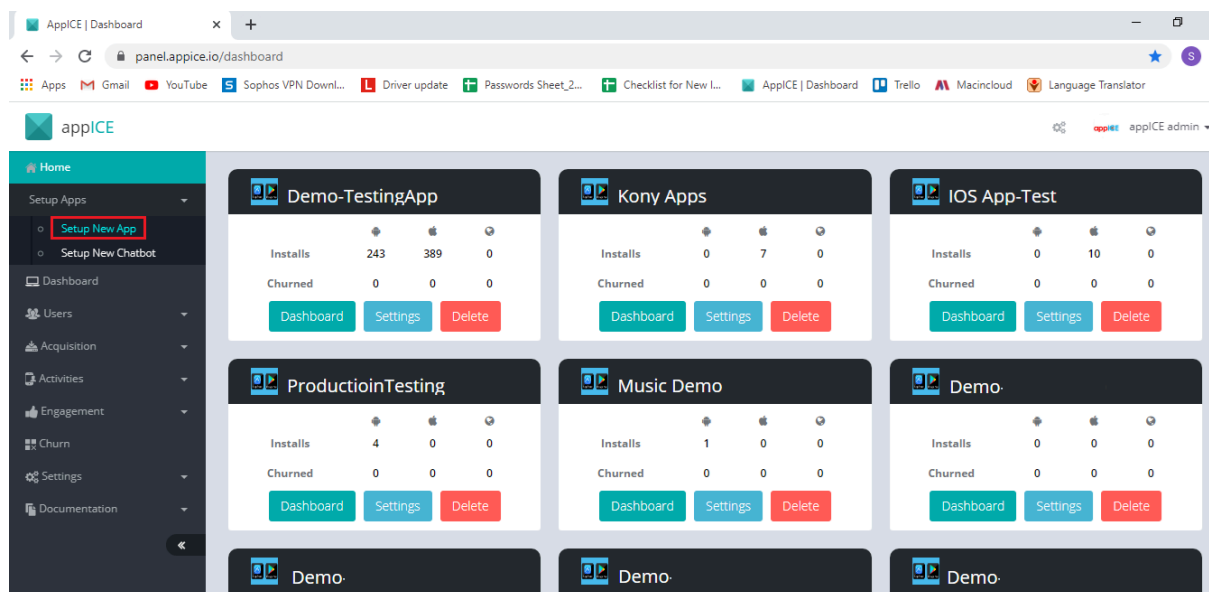 AppICE | Dashboard
panel.appice.io/dashboard
S
Apps Gmail YouTube Sophos VPN Downl... Driver update Passwords Sheet_2... Checklist for New I... AppICE | Dashboard Trello Macincloud Language Translator
appICE
appICE appICE admin
Home
Setup Apps
Setup New App
Setup New Chatbot
Dashboard
Users
Acquisition
Activities
Engagement
Churn
Settings
Documentation
Demo-TestingApp
Installs 243 389 0
Churned 0 0 0
Dashboard Settings Delete
Kony Apps
Installs 0 7 0
Churned 0 0 0
Dashboard Settings Delete
IOS App-Test
Installs 0 10 0
Churned 0 0 0
Dashboard Settings Delete
ProductioinTesting
Installs 4 0 0
Churned 0 0 0
Dashboard Settings Delete
Music Demo
Installs 1 0 0
Churned 0 0 0
Dashboard Settings Delete
Demo-
Installs 0 0 0
Churned 0 0 0
Dashboard Settings Delete
Demo-
Demo-
Demo-